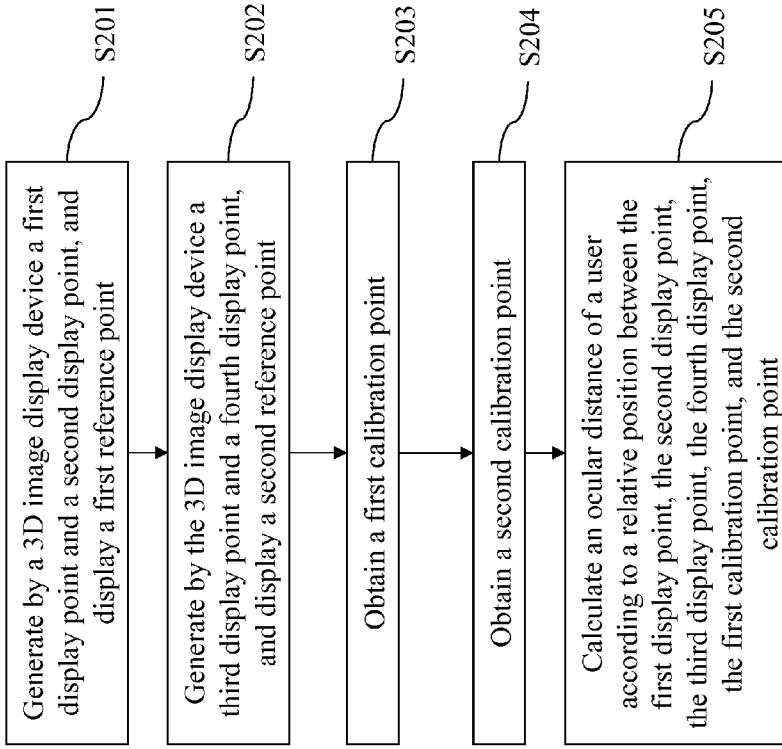 Generate by a 3D image display device a first
display point and a second display point, and
display a first reference point
S201
Generate by the 3D image display device a
third display point and a fourth display point,
and display a second reference point
S202
Obtain a first calibration point
S203
Obtain a second calibration point
S204
Calculate an ocular distance of a user
according to a relative position between the
first display point, the second display point,
the third display point, the fourth display point,
the first calibration point, and the second
calibration point
S205